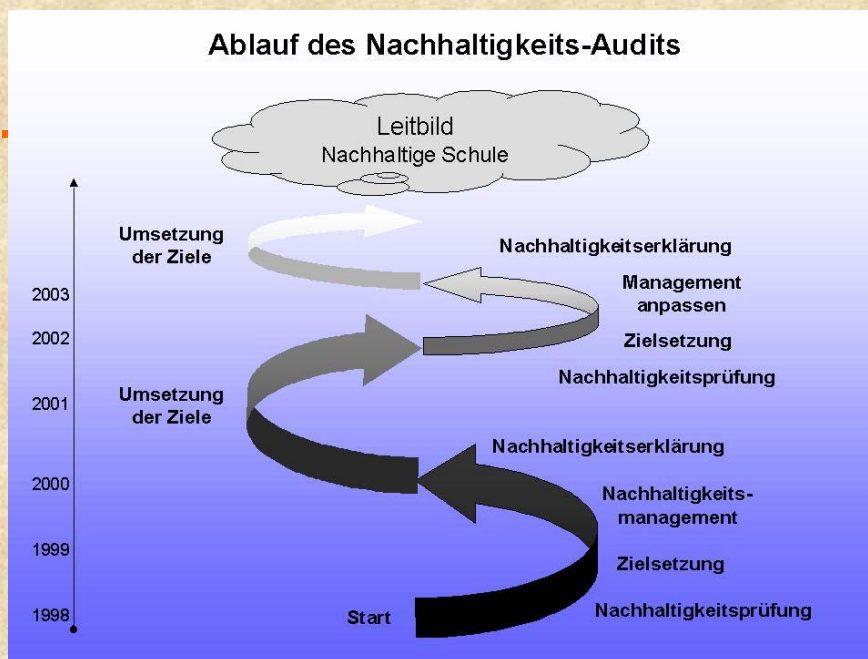 Ablauf des Nachhaltigkeits-Audits
Leitbild
Nachhaltige Schule
Umsetzung
der Ziele
Nachhaltigkeitserklärung
Management
anpassen
Zielsetzung
Nachhaltigkeitsprüfung
Umsetzung
der Ziele
Nachhaltigkeitserklärung
Nachhaltigkeits-
management
Zielsetzung
Nachhaltigkeitsprüfung
Start
2003
2002
2001
2000
1999
1998